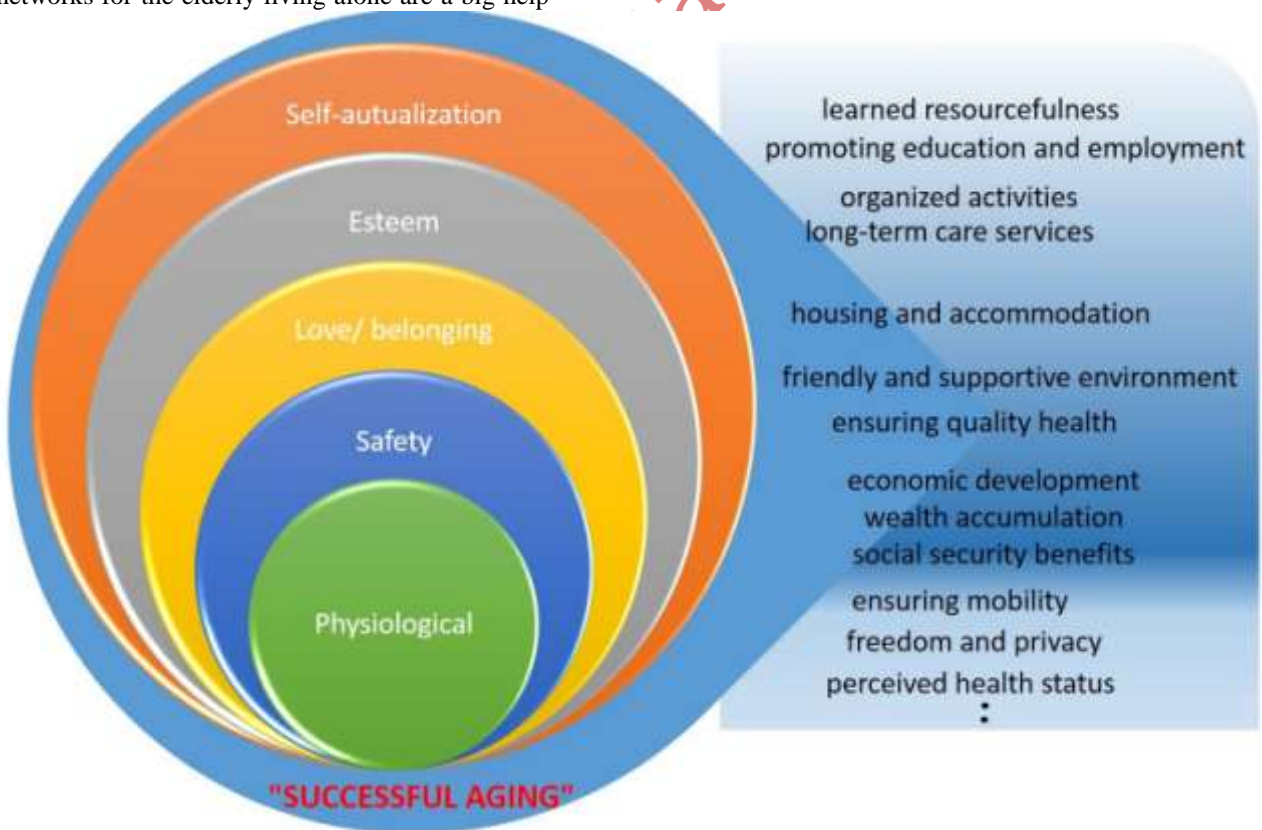 networks for the elderly living alone are a big help
Self-autualization
Esteem
Love/ belonging
Safety
Physiological
"SUCCESSFUL AGING"
learned resourcefulness
promoting education and employment
organized activities
long-term care services
housing and accommodation
friendly and supportive environment
ensuring quality health
economic development
wealth accumulation
social security benefits
ensuring mobility
freedom and privacy
perceived health status
⋮